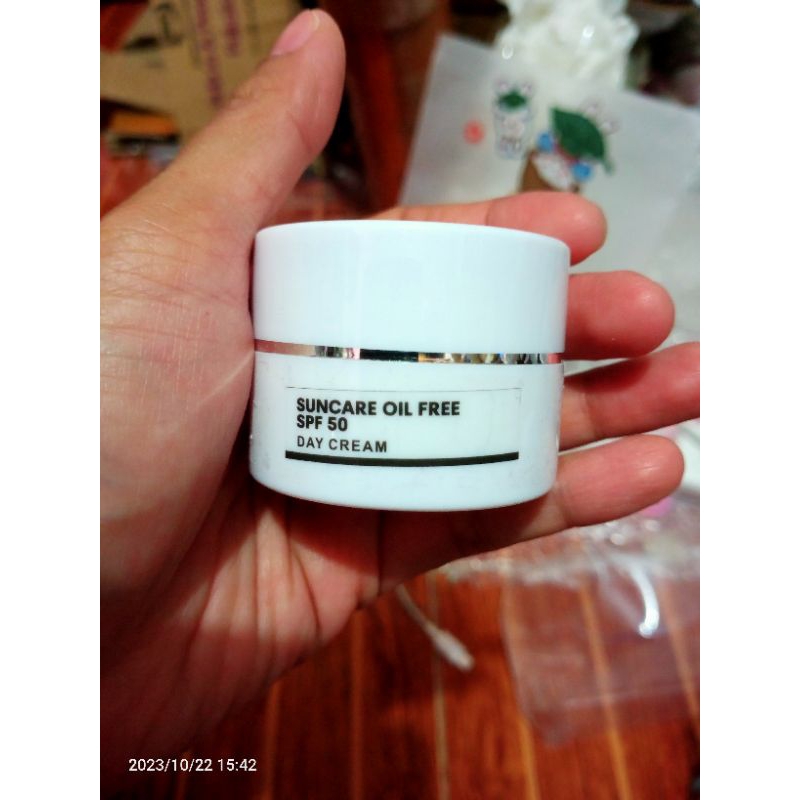 SUNCARE OIL FREE
SPF 50
DAY CREAM
2023/10/22 15:42